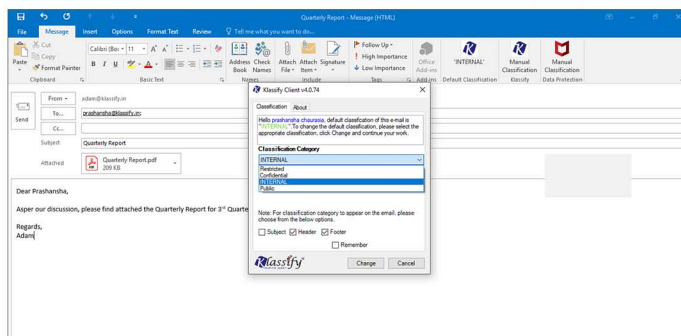 Quarterly Report - Message (HTML)
File Message Insert Options Format Text Review Tell me what you want to do...
Paste
Cut
Copy
Format Painter
Clipboard
Calibri (Bo 11
B I U
Basic Text
Address Book
Check Names
Names
Attach File
Attach Item
Signature
Include
Follow Up
High Importance
Low Importance
Tags
Office Add-ins
Add-ins
'INTERNAL'
Default Classification
Manual Classification
Klassify
Manual Classification
Data Protection
Send
From adam@klassify.in
To... prashansha@klassify.in;
Cc...
Subject Quarterly Report
Attached Quarterly Report.pdf
209 KB
Dear Prashansha,
Asper our discussion, please find attached the Quarterly Report for 3rd Quarte
Regards,
Adam
Klassify Client v4.0.74
Classification About
Hello prashansha chaurasia, default classification of this e-mail is
"INTERNAL".To change the default classification, please select the
appropriate classification, click Change and continue your work.
Classification Category
INTERNAL
Restricted
Confidential
INTERNAL
Public
Note: For classification category to appear on the email, please
choose from the below options.
Subject Header Footer
Remember
Klassify
Change Cancel